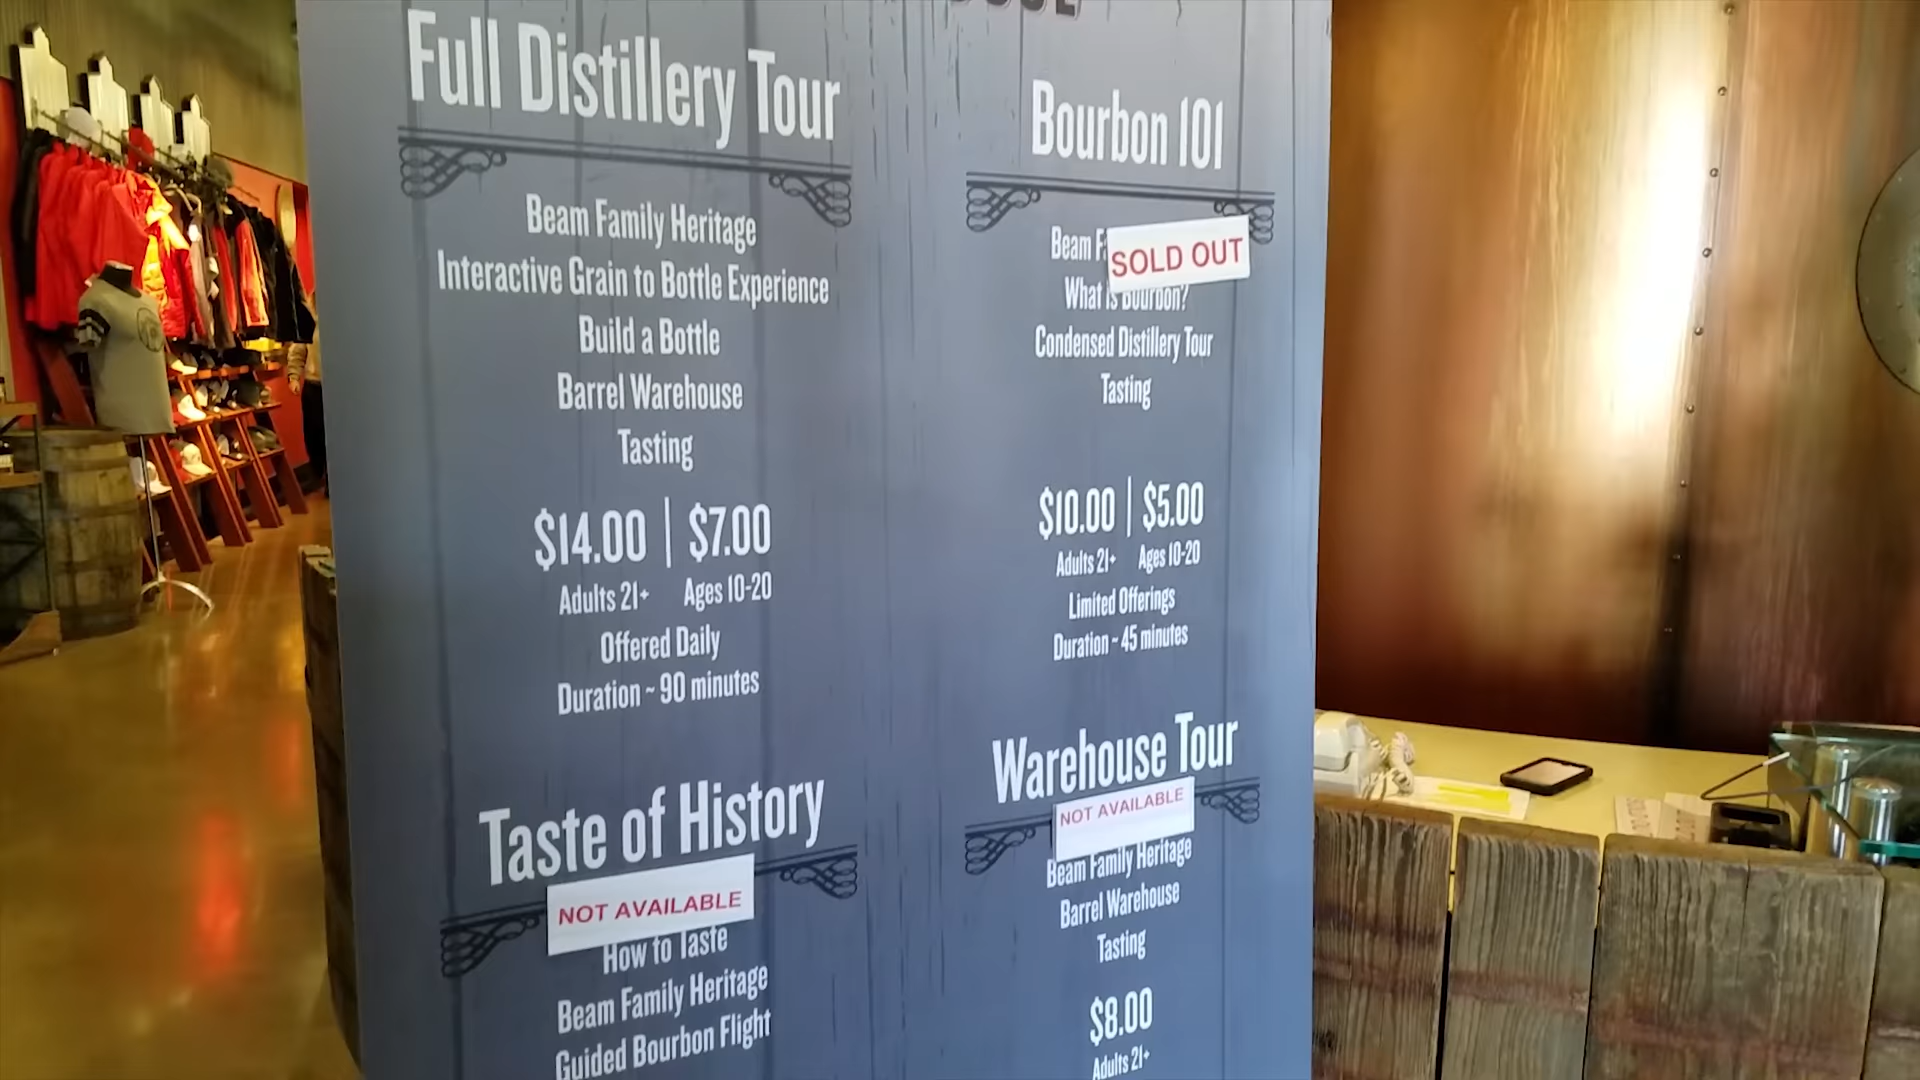 Full Distillery Tour
Beam Family Heritage
Interactive Grain to Bottle Experience
Build a Bottle
Barrel Warehouse
Tasting
$14.00 | $7.00
Adults 21+ Ages 10-20
Offered Daily
Duration ~ 90 minutes
Taste of History
NOT AVAILABLE
How to Taste
Beam Family Heritage
Guided Bourbon Flight
Bourbon 101
Beam
SOLD OUT
What is Bourbon?
Condensed Distillery Tour
Tasting
$10.00 | $5.00
Adults 21+ Ages 10-20
Limited Offerings
Duration ~ 45 minutes
Warehouse Tour
NOT AVAILABLE
Beam Family Heritage
Barrel Warehouse
Tasting
$8.00
Adults 21+